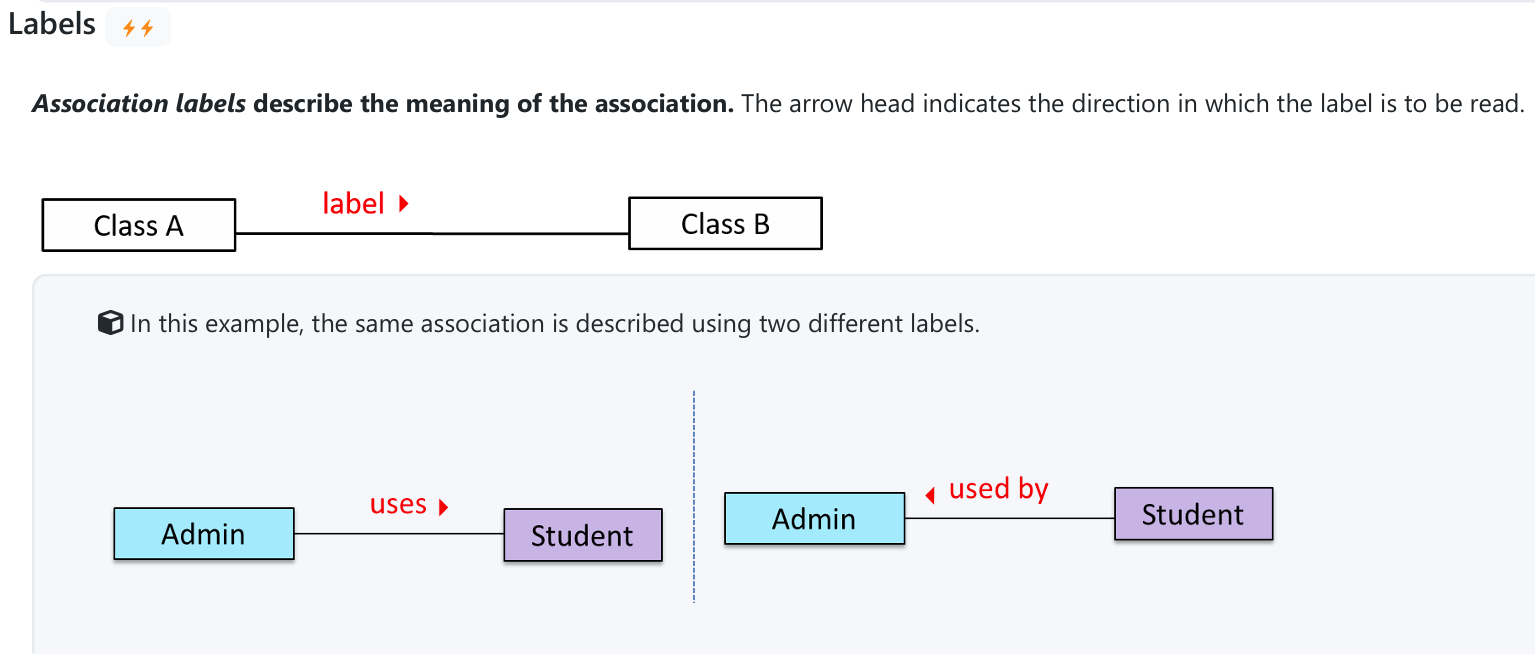 Labels
Association labels describe the meaning of the association. The arrow head indicates the direction in which the label is to be read.
label
Class A
Class B
In this example, the same association is described using two different labels.
uses
Admin
Student
used by
Admin
Student